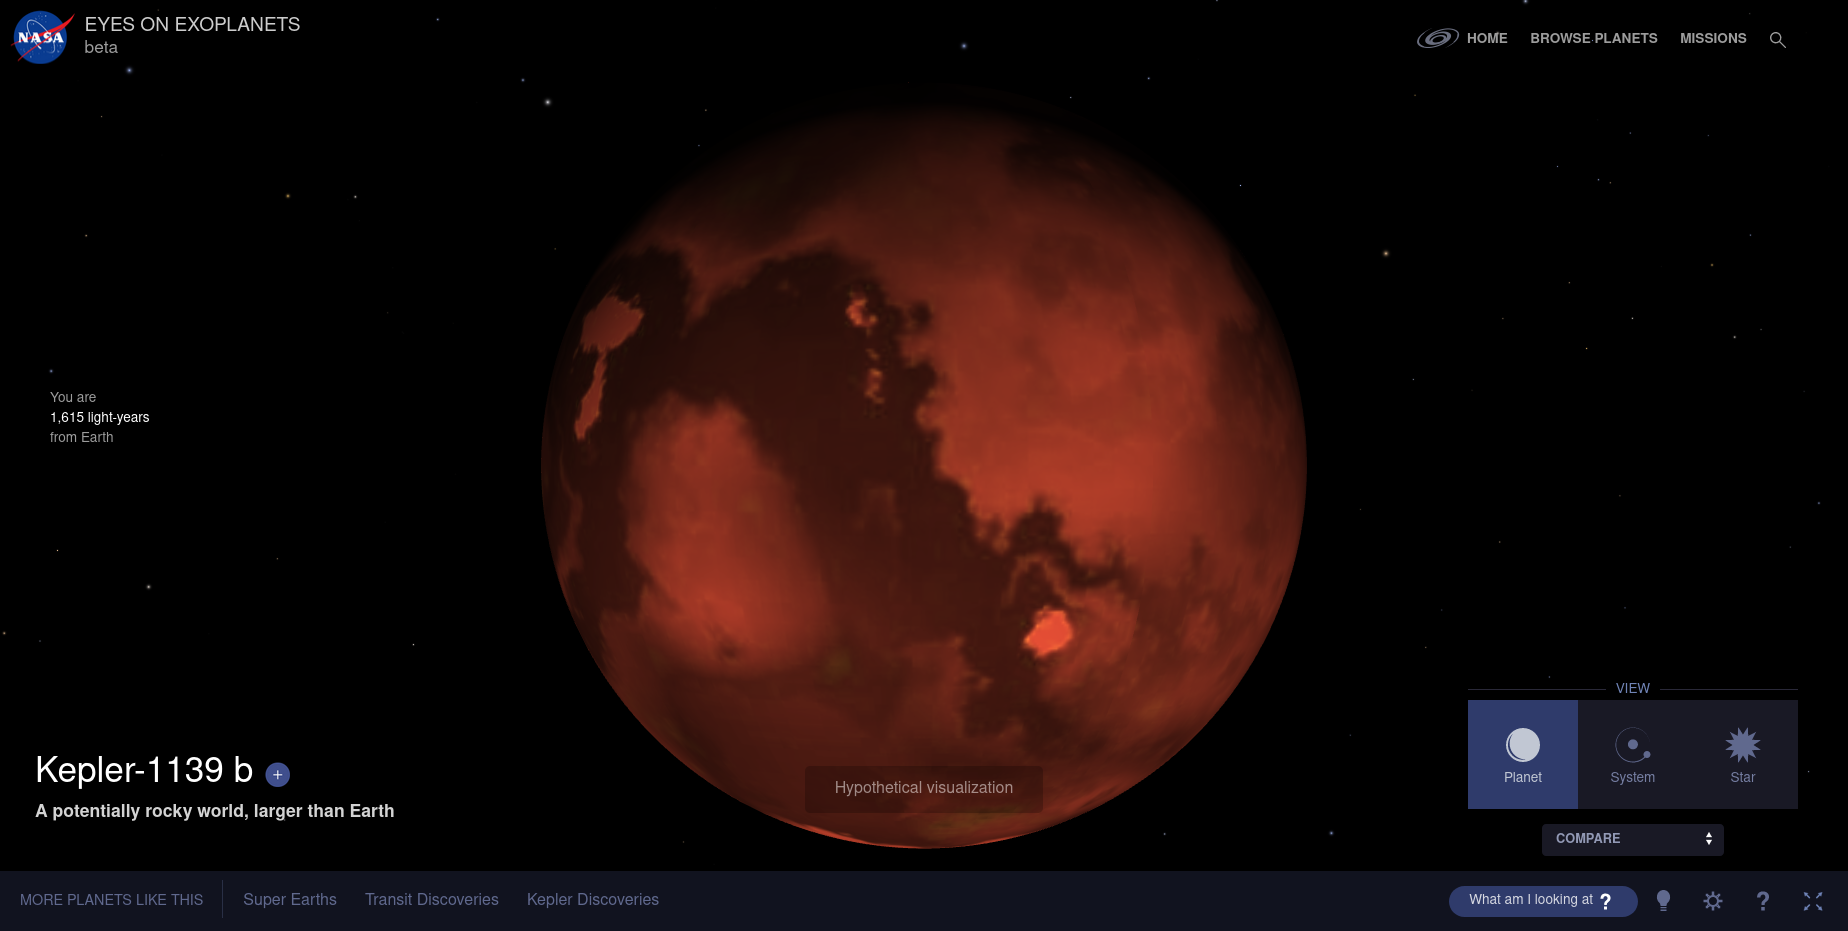 NASA
EYES ON EXOPLANETS
beta
HOME
BROWSE PLANETS
MISSIONS
You are
1,615 light-years
from Earth
Kepler-1139 b +
A potentially rocky world, larger than Earth
Hypothetical visualization
VIEW
Planet
System
Star
COMPARE
MORE PLANETS LIKE THIS
Super Earths
Transit Discoveries
Kepler Discoveries
What am I looking at ?
?